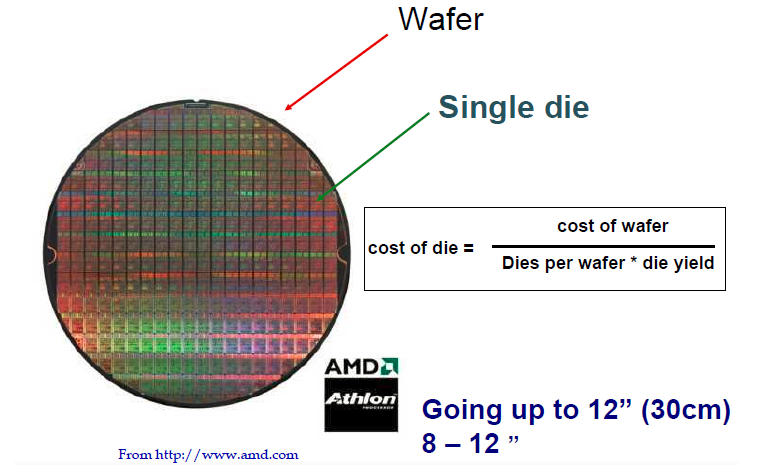 Wafer
Single die
cost of die =
cost of wafer
Dies per wafer * die yield
AMD
Athlon
PROCESSOR
Going up to 12” (30cm)
8 – 12 ”
From http://www.amd.com